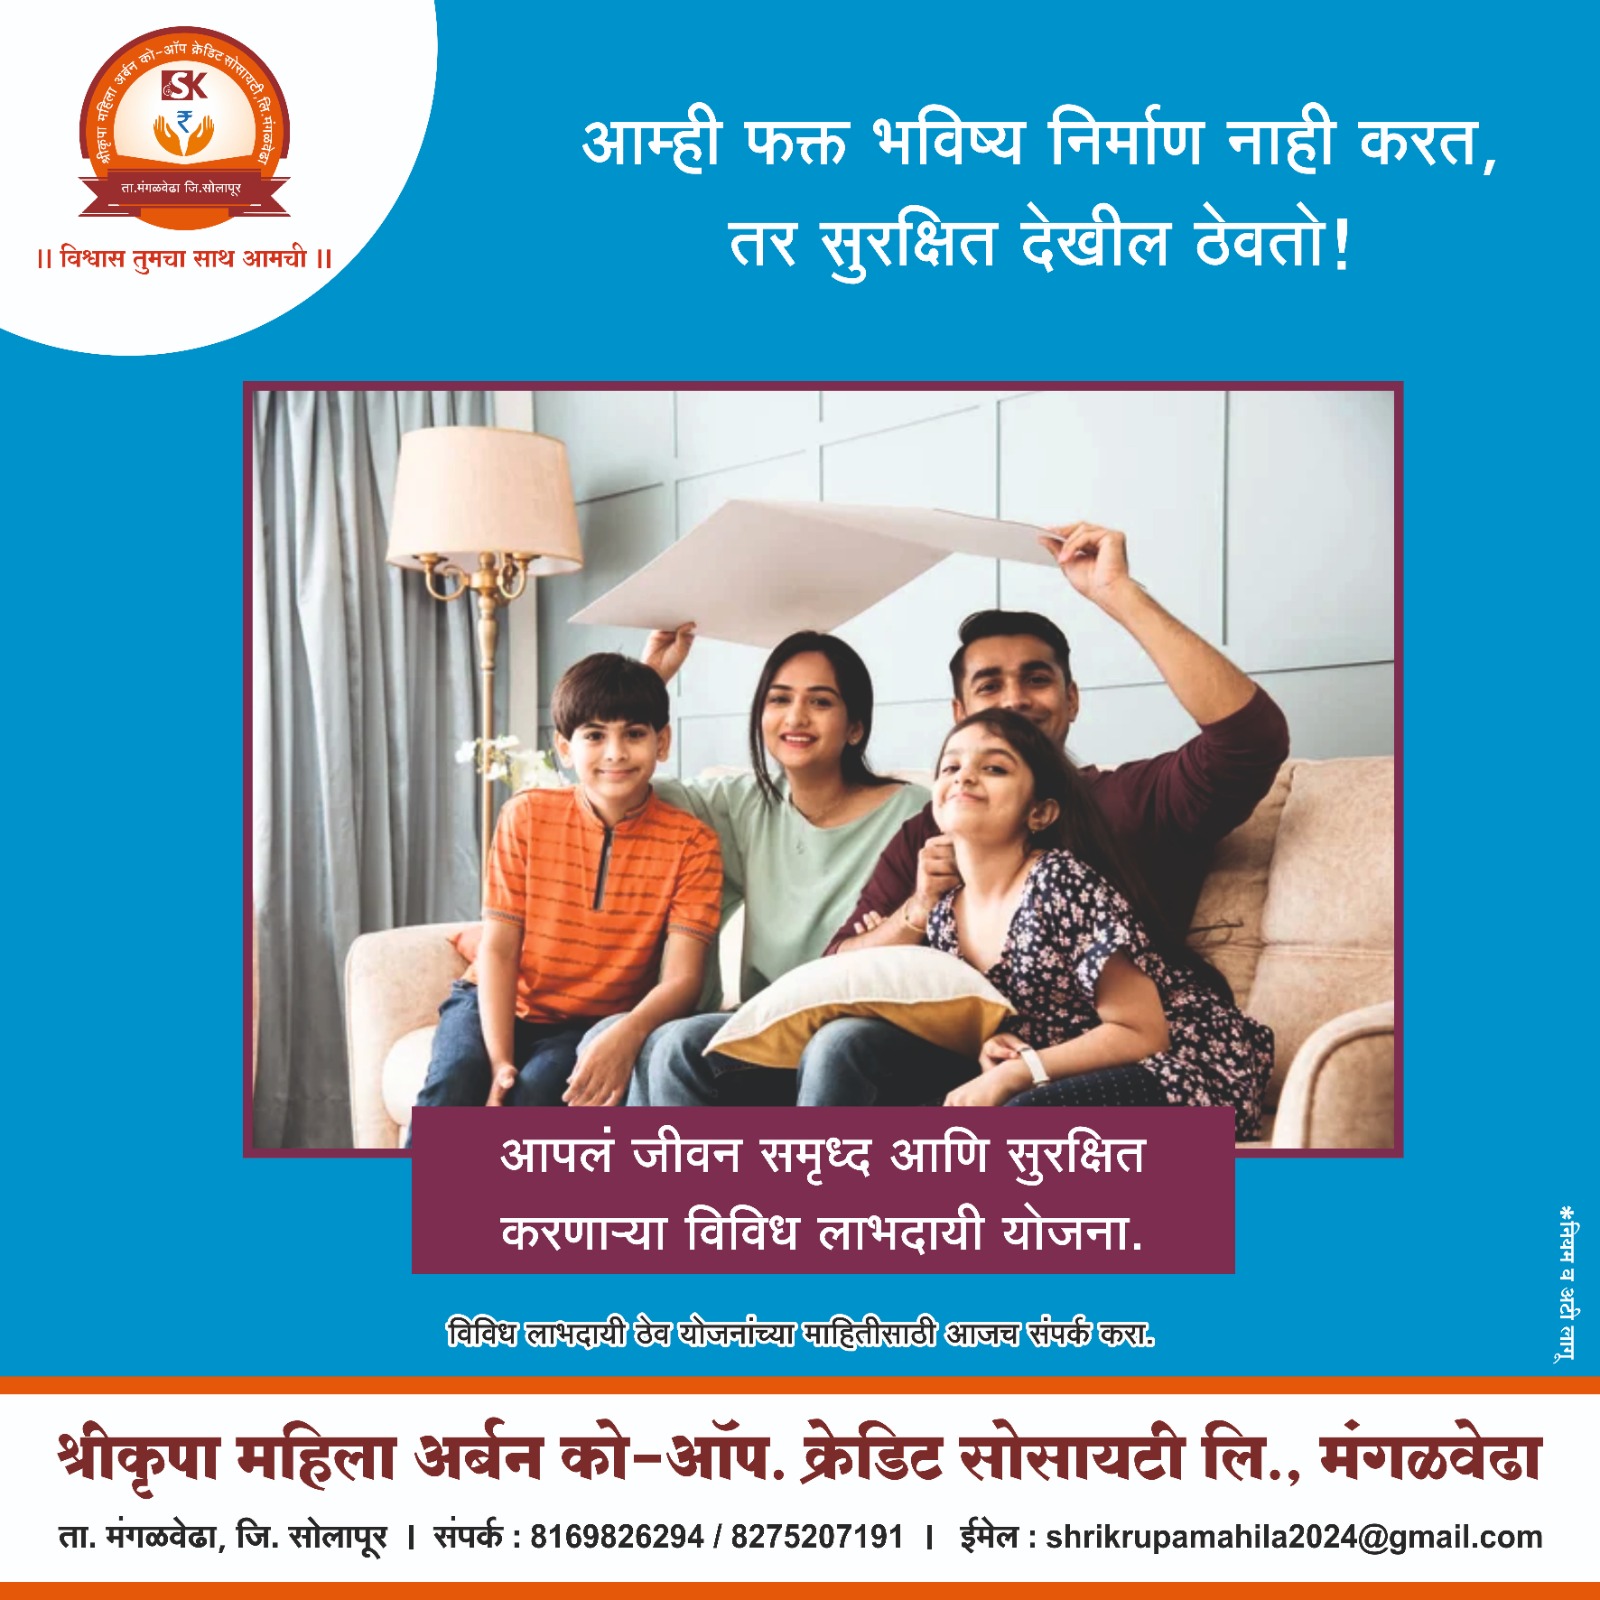 श्रीकृपा महिला अर्बन को-ऑप क्रेडिट सोसायटी,लि.मंगळवेढा
SK
₹
ता.मंगळवेढा जि.सोलापूर
।। विश्वास तुमचा साथ आमची ।।
आम्ही फक्त भविष्य निर्माण नाही करत,
तर सुरक्षित देखील ठेवतो!
आपलं जीवन समृध्द आणि सुरक्षित
करणाऱ्या विविध लाभदायी योजना.
विविध लाभदायी ठेव योजनांच्या माहितीसाठी आजच संपर्क करा.
*नियम व अटी लागू
श्रीकृपा महिला अर्बन को-ऑप. क्रेडिट सोसायटी लि., मंगळवेढा
ता. मंगळवेढा, जि. सोलापूर । संपर्क : 8169826294 / 8275207191 । ईमेल : shrikrupamahila2024@gmail.com